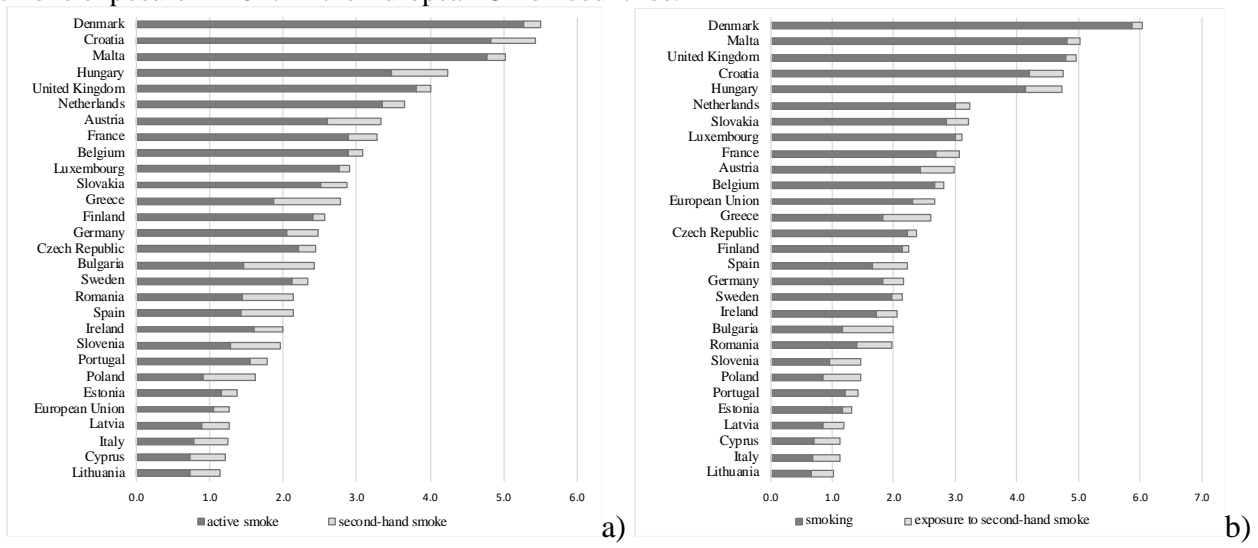 Denmark
Croatia
Malta
Hungary
United Kingdom
Netherlands
Austria
France
Belgium
Luxembourg
Slovakia
Greece
Finland
Germany
Czech Republic
Bulgaria
Sweden
Romania
Spain
Ireland
Slovenia
Portugal
Poland
Estonia
European Union
Latvia
Italy
Cyprus
Lithuania
0.0 1.0 2.0 3.0 4.0 5.0 6.0
active smoke second-hand smoke
a)
Denmark
Malta
United Kingdom
Croatia
Hungary
Netherlands
Slovakia
Luxembourg
France
Austria
Belgium
European Union
Greece
Czech Republic
Finland
Spain
Germany
Sweden
Ireland
Bulgaria
Romania
Slovenia
Poland
Portugal
Estonia
Latvia
Cyprus
Italy
Lithuania
0.0 1.0 2.0 3.0 4.0 5.0 6.0 7.0
smoking exposure to second-hand smoke
b)